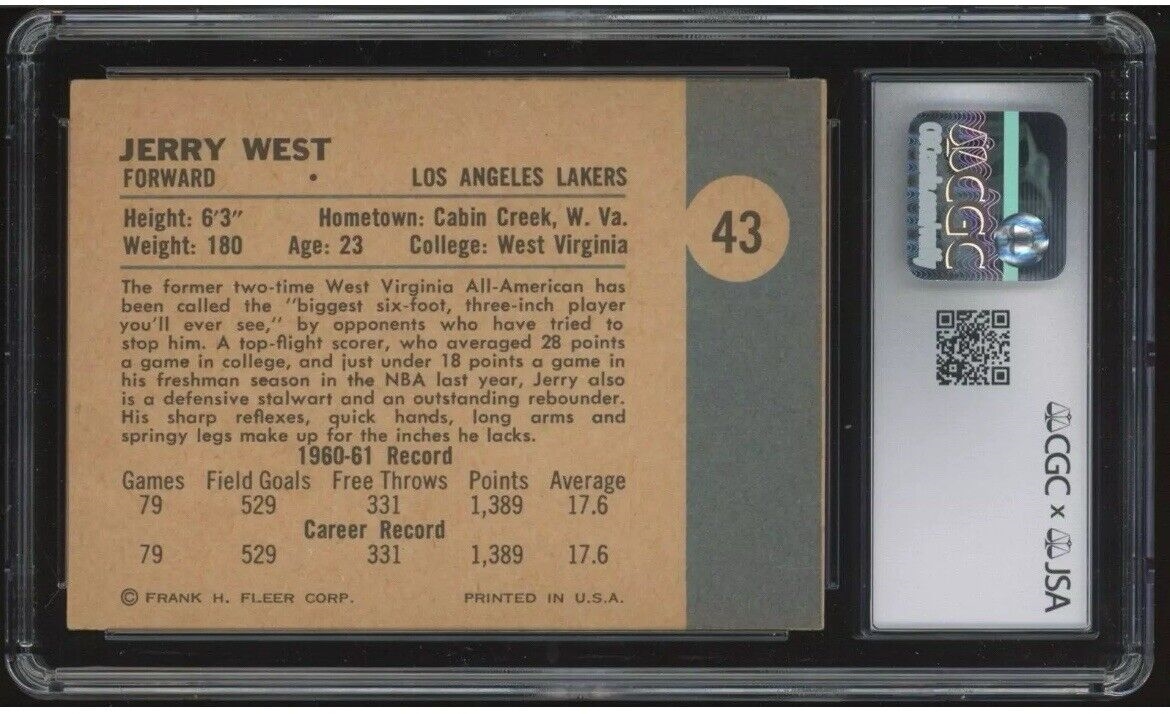 JERRY WEST
FORWARD • LOS ANGELES LAKERS
Height: 6'3" Hometown: Cabin Creek, W. Va.
Weight: 180 Age: 23 College: West Virginia
43
The former two-time West Virginia All-American has
been called the "biggest six-foot, three-inch player
you'll ever see," by opponents who have tried to
stop him. A top-flight scorer, who averaged 28 points
a game in college, and just under 18 points a game in
his freshman season in the NBA last year, Jerry also
is a defensive stalwart and an outstanding rebounder.
His sharp reflexes, quick hands, long arms and
springy legs make up for the inches he lacks.
1960-61 Record
Games Field Goals Free Throws Points Average
79 529 331 1,389 17.6
Career Record
79 529 331 1,389 17.6
© FRANK H. FLEER CORP. PRINTED IN U.S.A.
CGC
CGC x JSA